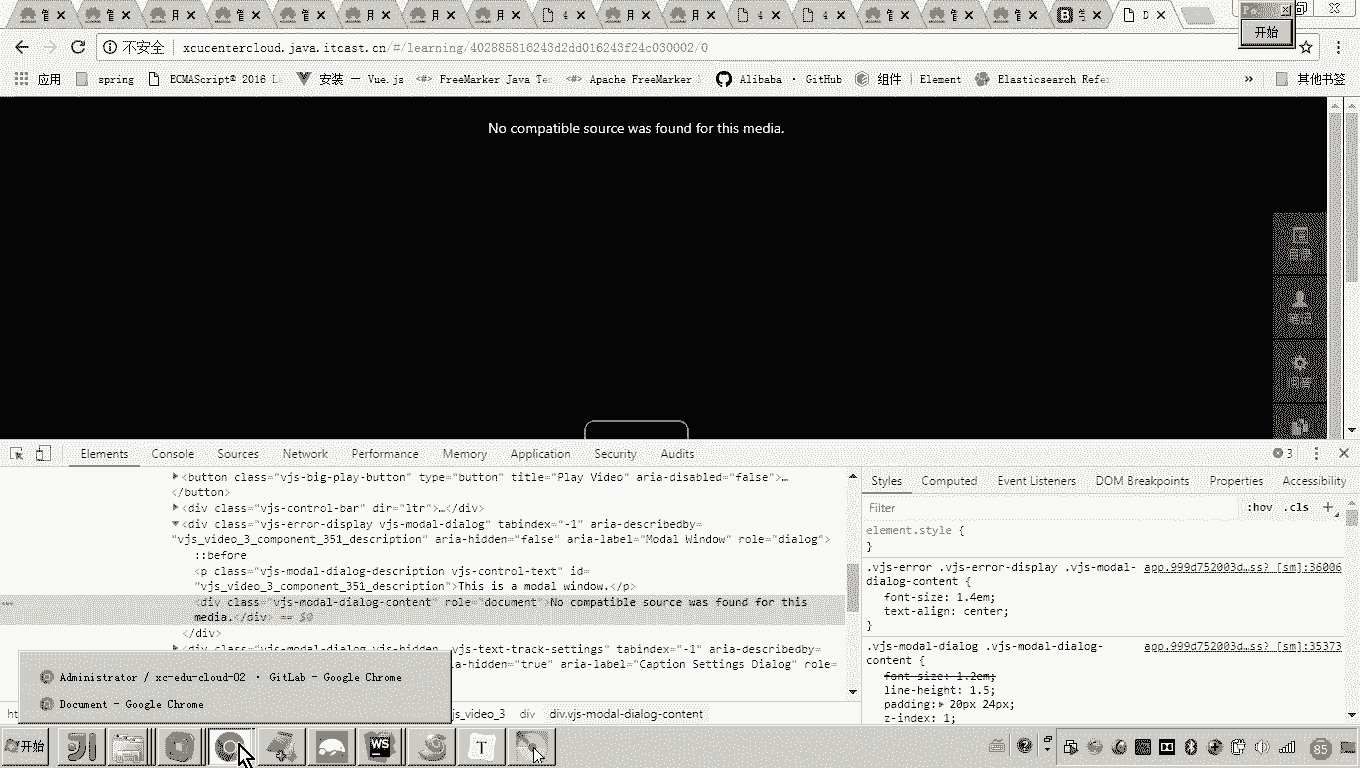 开始
不安全 xcucentercloud.java.itcast.cn/#/learning/402885816243d2dd016243f24c030002/0
应用 spring ECMAScript® 2016 La 安装 — Vue.js FreeMarker Java Te Apache FreeMarker Alibaba · GitHub 组件 | Element Elasticsearch Refe » 其他书签
No compatible source was found for this media.
Elements Console Sources Network Performance Memory Application Security Audits 3
<button class="vjs-big-play-button" type="button" title="Play Video" aria-disabled="false">…
</button>
<div class="vjs-control-bar" dir="ltr">…</div>
<div class="vjs-error-display vjs-modal-dialog" tabindex="-1" aria-describedby=
"vjs_video_3_component_351_description" aria-hidden="false" aria-label="Modal Window" role="dialog">
::before
<p class="vjs-modal-dialog-description vjs-control-text" id=
"vjs_video_3_component_351_description">This is a modal window.</p>
<div class="vjs-modal-dialog-content" role="document">No compatible source was found for this
media.</div> == $0
</div>
vjs-hidden vjs-text-track-settings" tabindex="-1" aria-describedby=
a-hidden="true" aria-label="Caption Settings Dialog" role=
js_video_3 div div.vjs-modal-dialog-content
Styles Computed Event Listeners DOM Breakpoints Properties Accessibility
Filter :hov .cls +
element.style {
}
.vjs-error .vjs-error-display .vjs-modal- app.999d752003d…ss? [sm]:36006
dialog-content {
font-size: 1.4em;
text-align: center;
}
.vjs-modal-dialog .vjs-modal-dialog- app.999d752003d…ss? [sm]:35373
content {
font-size: 1.2em;
line-height: 1.5;
padding: 20px 24px;
z-index: 1;
Administrator / xc-edu-cloud-02 · GitLab - Google Chrome
Document - Google Chrome
开始
WS
T
85